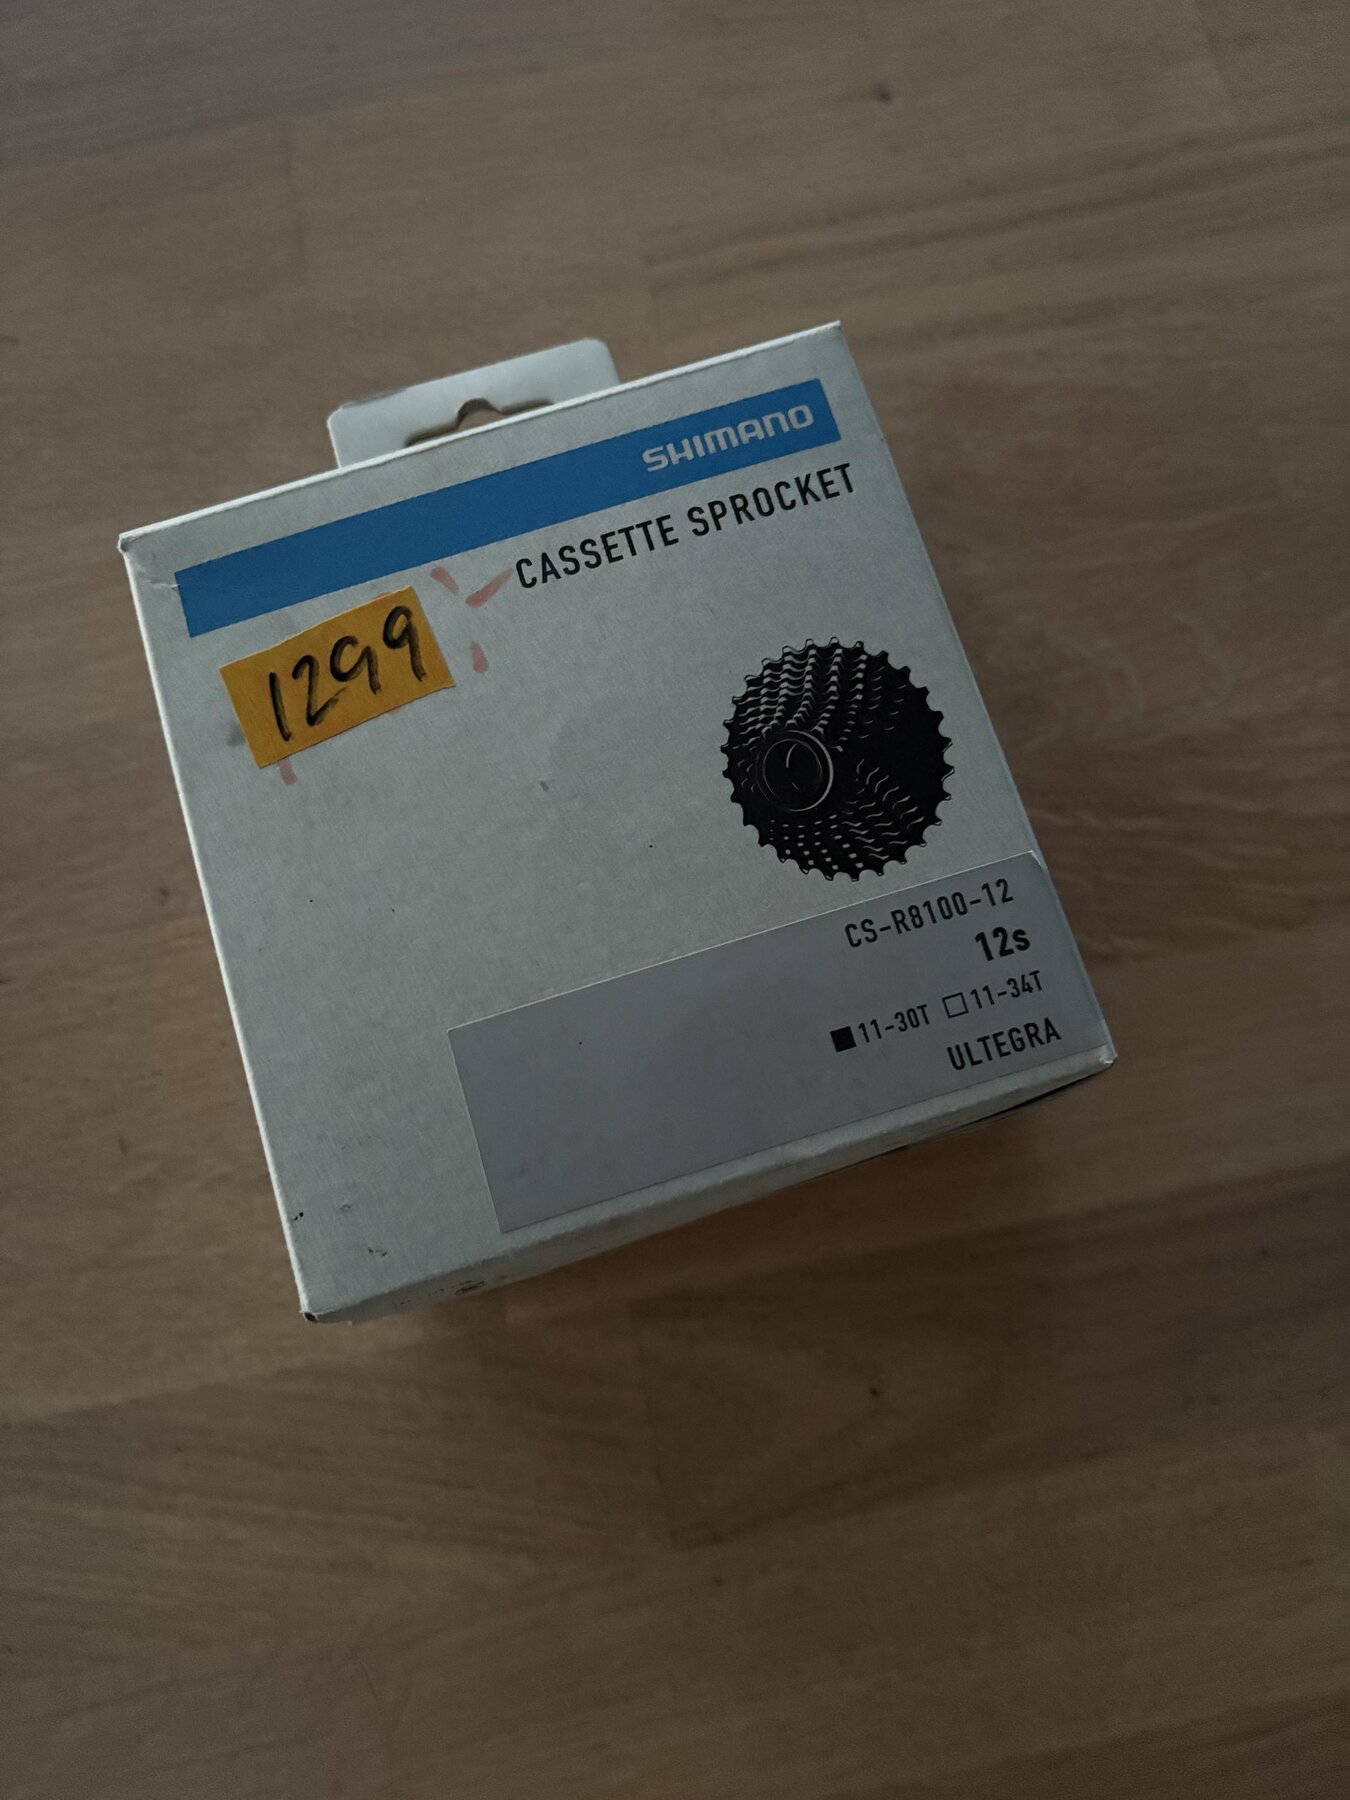 SHIMANO
CASSETTE SPROCKET
1299
CS-R8100-12
12s
■11-30T □11-34T
ULTEGRA